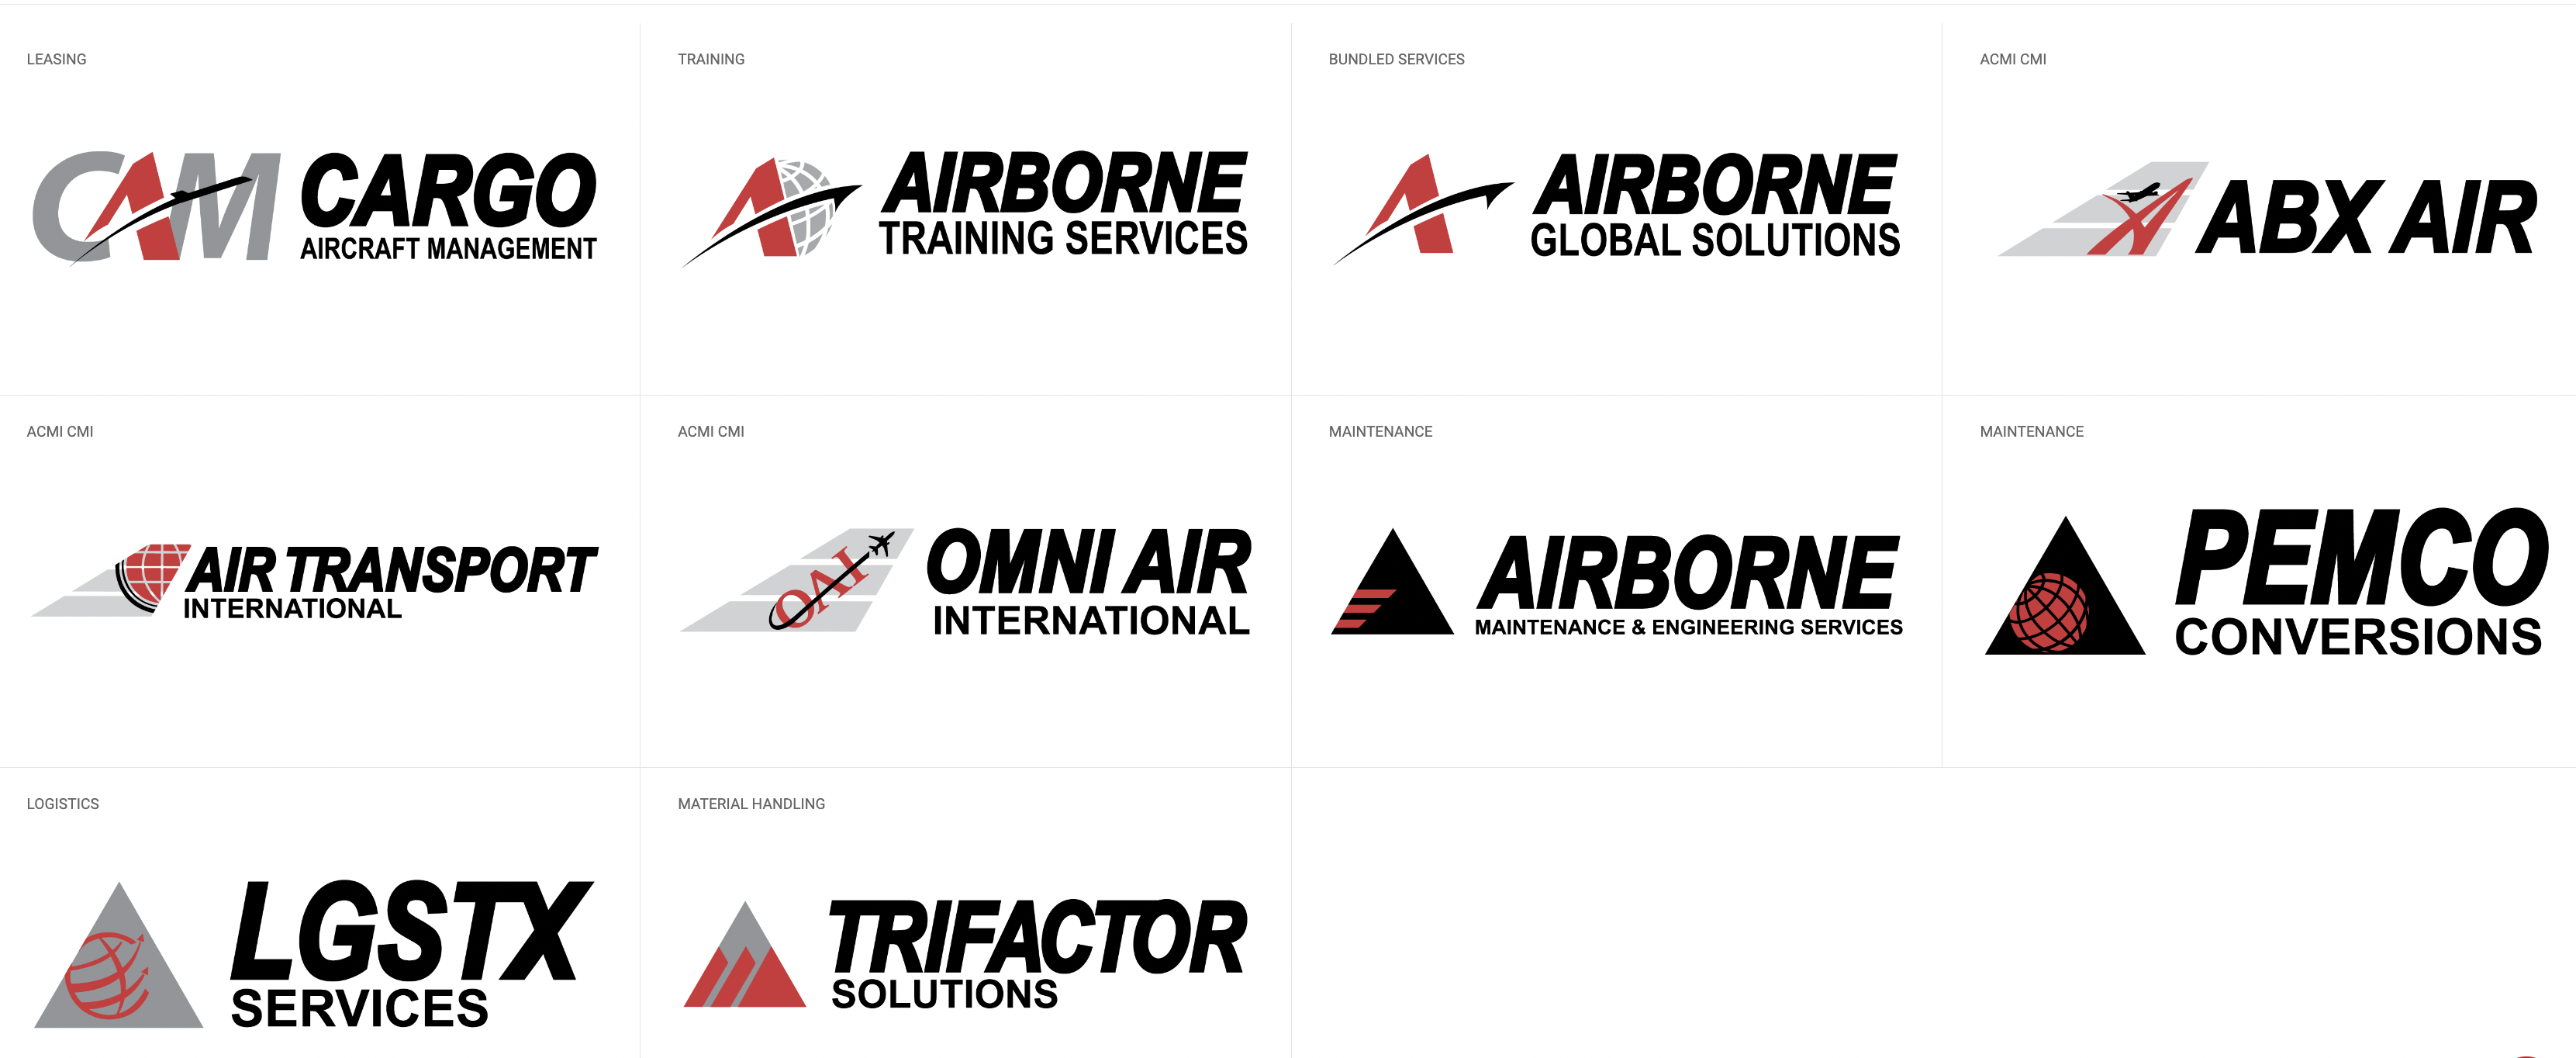 LEASING
CAM CARGO
AIRCRAFT MANAGEMENT
TRAINING
AIRBORNE
TRAINING SERVICES
BUNDLED SERVICES
AIRBORNE
GLOBAL SOLUTIONS
ACMI CMI
ABX AIR
ACMI CMI
AIR TRANSPORT
INTERNATIONAL
ACMI CMI
OAI
OMNI AIR
INTERNATIONAL
MAINTENANCE
AIRBORNE
MAINTENANCE & ENGINEERING SERVICES
MAINTENANCE
PEMCO
CONVERSIONS
LOGISTICS
LGSTX
SERVICES
MATERIAL HANDLING
TRIFACTOR
SOLUTIONS